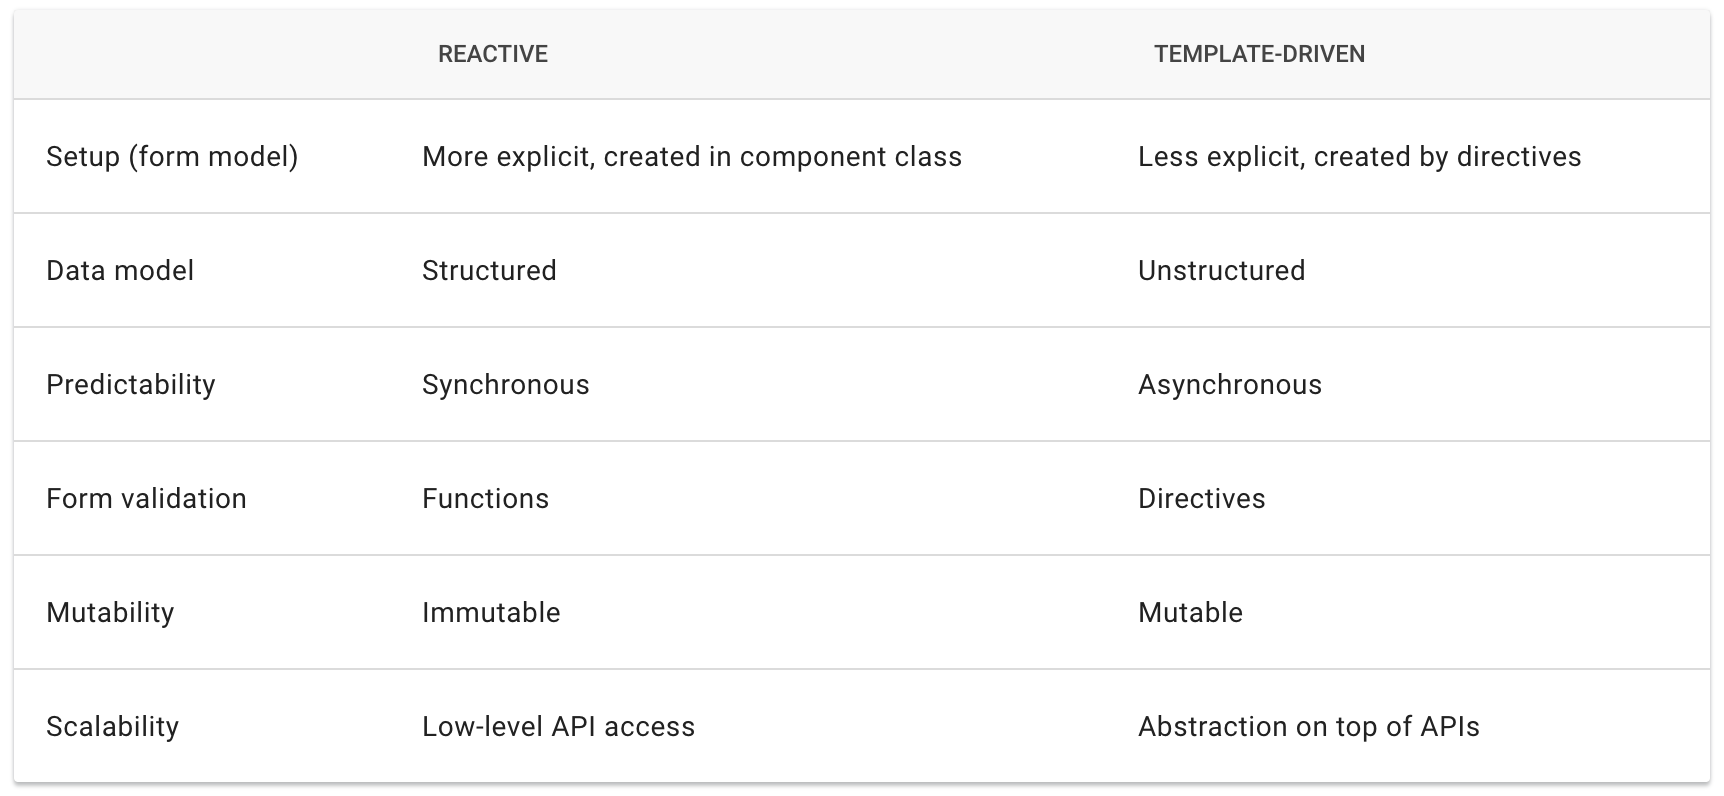 REACTIVE TEMPLATE-DRIVEN
Setup (form model) More explicit, created in component class Less explicit, created by directives
Data model Structured Unstructured
Predictability Synchronous Asynchronous
Form validation Functions Directives
Mutability Immutable Mutable
Scalability Low-level API access Abstraction on top of APIs